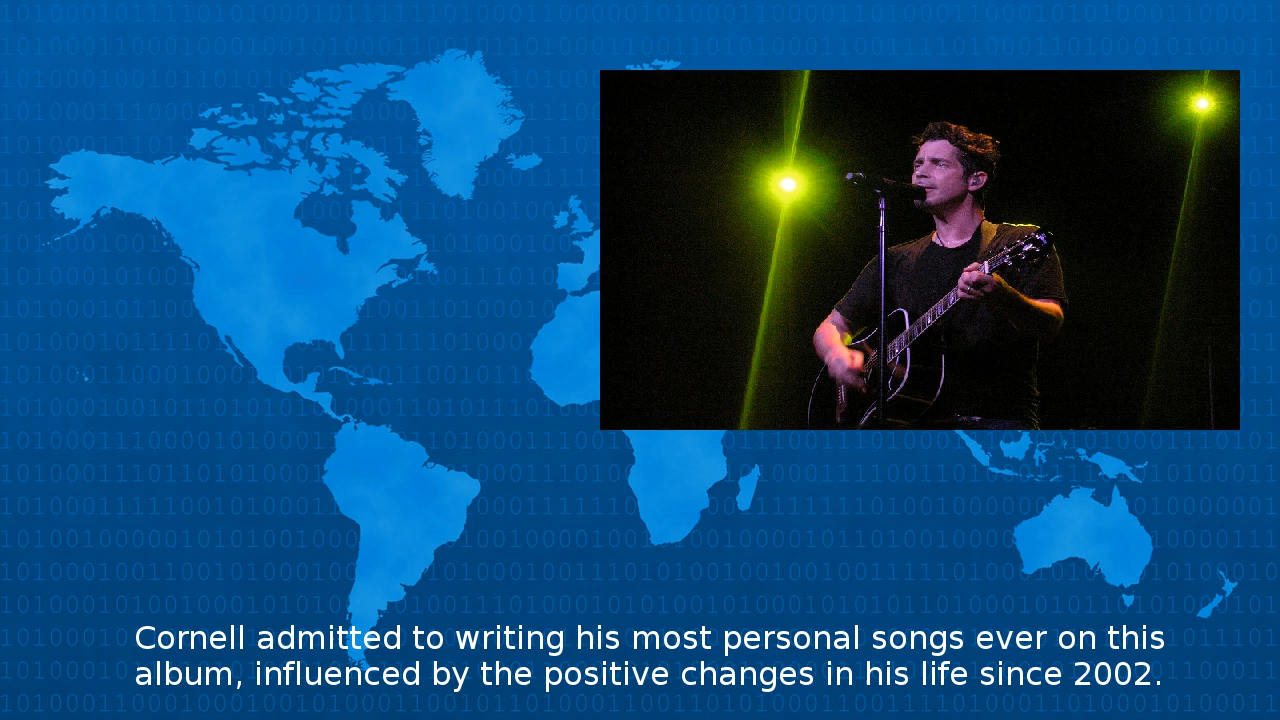 Cornell admitted to writing his most personal songs ever on this
album, influenced by the positive changes in his life since 2002.